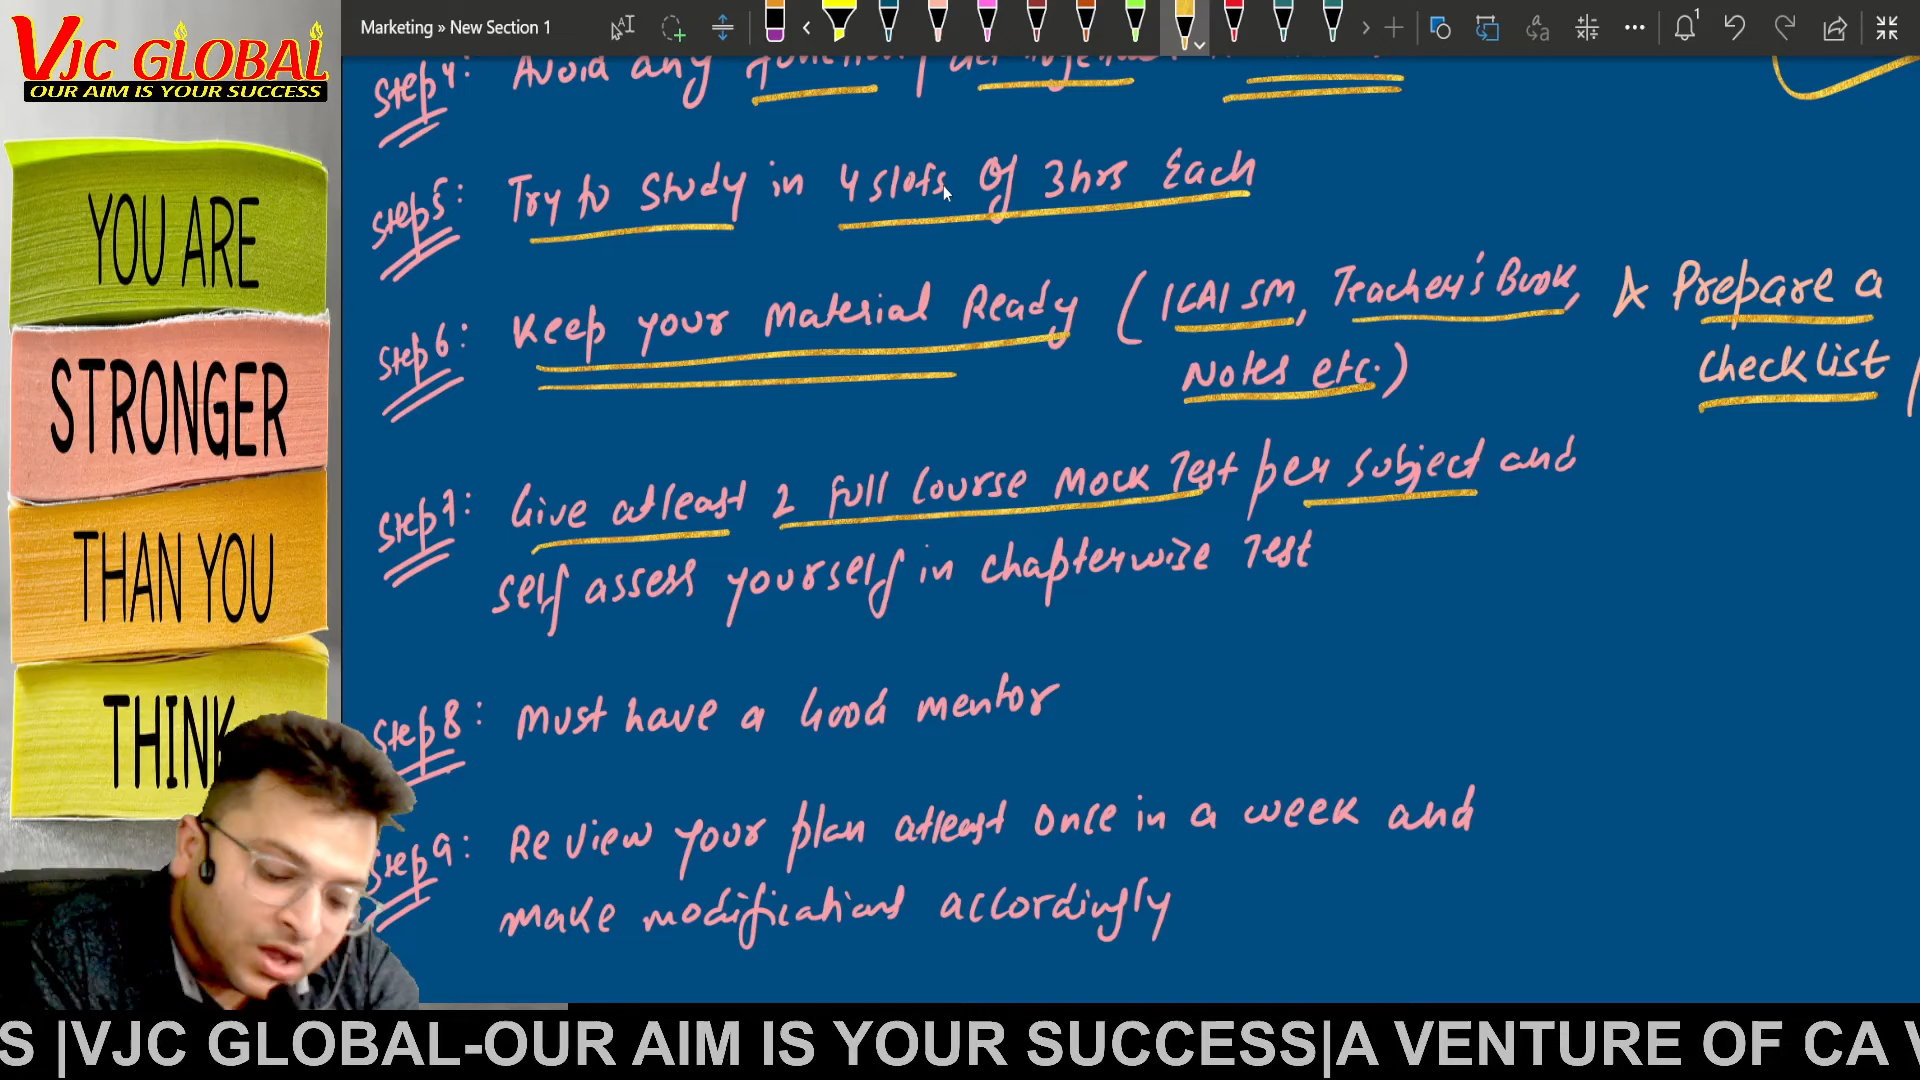 VJC GLOBAL
OUR AIM IS YOUR SUCCESS
Marketing » New Section 1
YOU ARE
STRONGER
THAN YOU
THINK
Step 4: Avoid any
Step 5: Try to Study in 4 slots Of 3hrs Each
Step 6: Keep your Material Ready ( ICAI SM, Teacher's Book,
Notes etc.)
Prepare a
checklist
Step 7: Give atleast 2 full Course Mock Test per subject and
self assess yourself in chapterwise Test
Step 8: Must have a Good mentor
Step 9: Review your plan atleast once in a week and
make modifications accordingly
S |VJC GLOBAL-OUR AIM IS YOUR SUCCESS|A VENTURE OF CA V